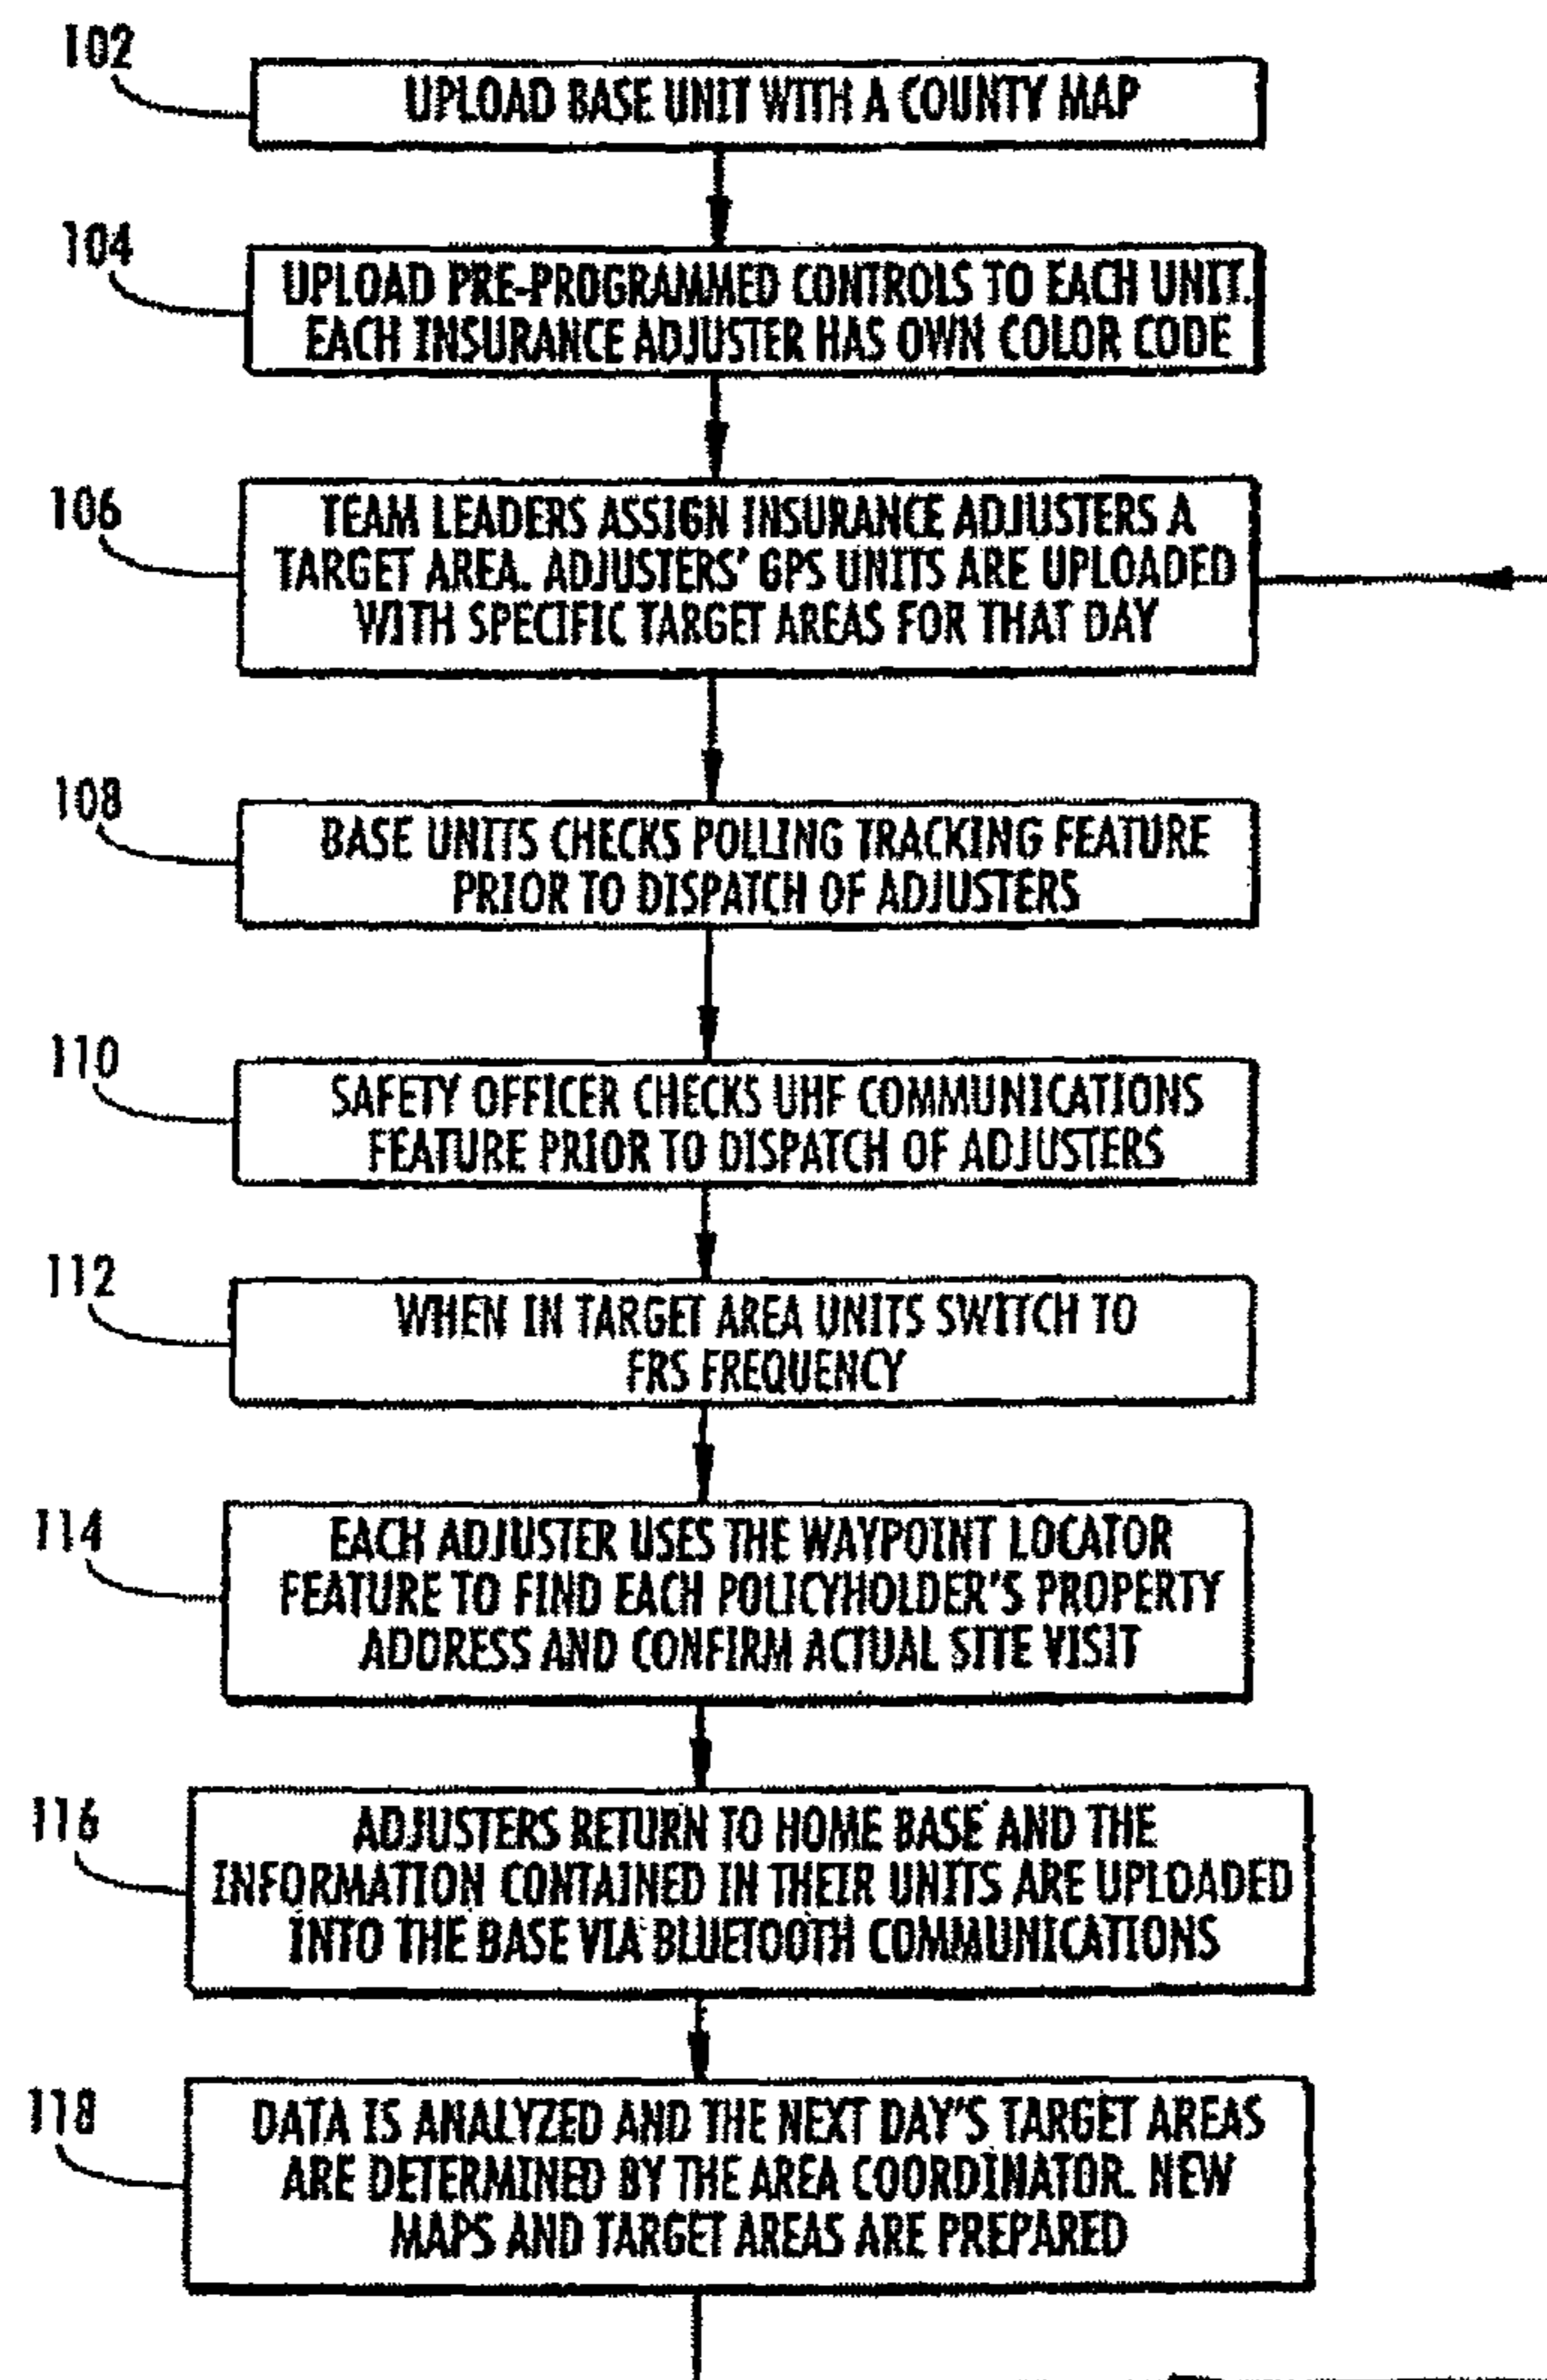 102
UPLOAD BASE UNIT WITH A COUNTY MAP
104
UPLOAD PRE-PROGRAMMED CONTROLS TO EACH UNIT.
EACH INSURANCE ADJUSTER HAS OWN COLOR CODE
106
TEAM LEADERS ASSIGN INSURANCE ADJUSTERS A
TARGET AREA. ADJUSTERS' GPS UNITS ARE UPLOADED
WITH SPECIFIC TARGET AREAS FOR THAT DAY
108
BASE UNITS CHECKS POLLING TRACKING FEATURE
PRIOR TO DISPATCH OF ADJUSTERS
110
SAFETY OFFICER CHECKS UHF COMMUNICATIONS
FEATURE PRIOR TO DISPATCH OF ADJUSTERS
112
WHEN IN TARGET AREA UNITS SWITCH TO
FRS FREQUENCY
114
EACH ADJUSTER USES THE WAYPOINT LOCATOR
FEATURE TO FIND EACH POLICYHOLDER'S PROPERTY
ADDRESS AND CONFIRM ACTUAL SITE VISIT
116
ADJUSTERS RETURN TO HOME BASE AND THE
INFORMATION CONTAINED IN THEIR UNITS ARE UPLOADED
INTO THE BASE VIA BLUETOOTH COMMUNICATIONS
118
DATA IS ANALYZED AND THE NEXT DAY'S TARGET AREAS
ARE DETERMINED BY THE AREA COORDINATOR. NEW
MAPS AND TARGET AREAS ARE PREPARED